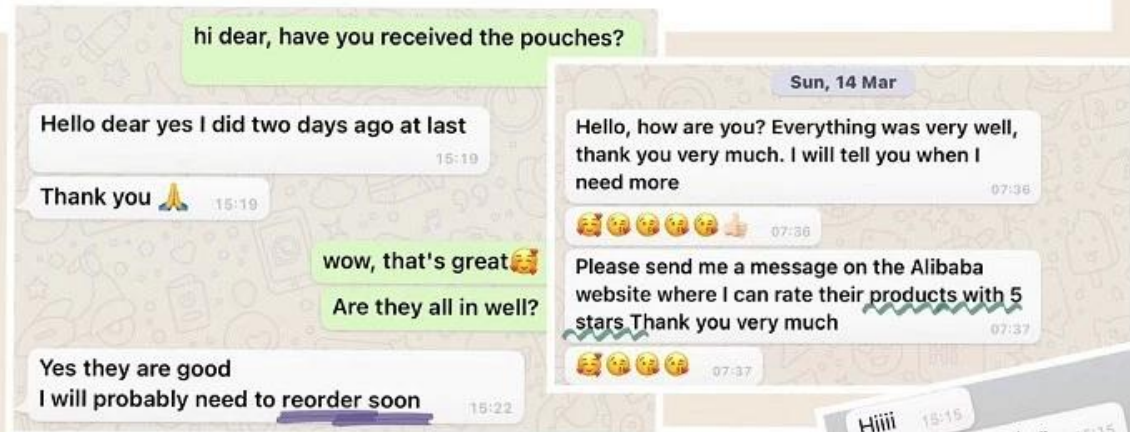 hi dear, have you received the pouches?
Hello dear yes I did two days ago at last
15:19
Thank you 🙏 15:19
wow, that's great🥰
Are they all in well?
Yes they are good
I will probably need to reorder soon
15:22
Sun, 14 Mar
Hello, how are you? Everything was very well,
thank you very much. I will tell you when I
need more
07:36
🥰😘😘😘😘👍🏻 07:36
Please send me a message on the Alibaba
website where I can rate their products with 5
stars Thank you very much
07:37
🥰😘😘😘 07:37
Hiiii 15:15